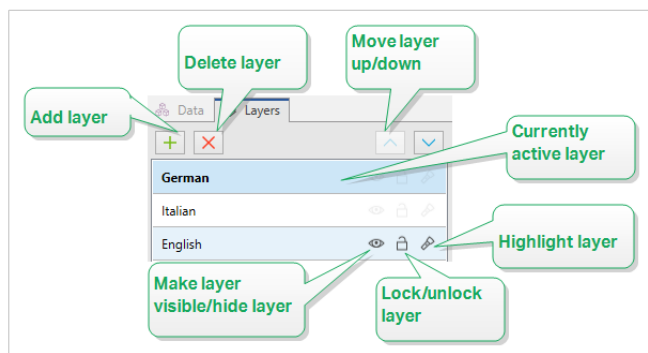 Move layer
up/down
Delete layer
Add layer
Data
Layers
Currently
active layer
German
Italian
English
Highlight layer
Make layer
visible/hide layer
Lock/unlock
layer